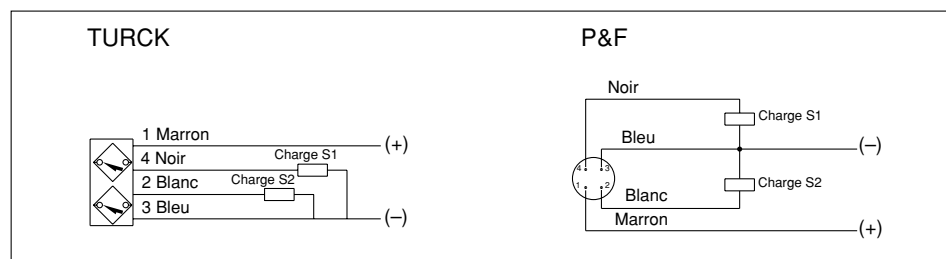 TURCK
1 Marron
(+)
4 Noir
Charge S1
2 Blanc
Charge S2
3 Bleu
(–)
P&F
Noir
Charge S1
Bleu
(–)
4 3
1 2
Charge S2
Blanc
Marron
(+)